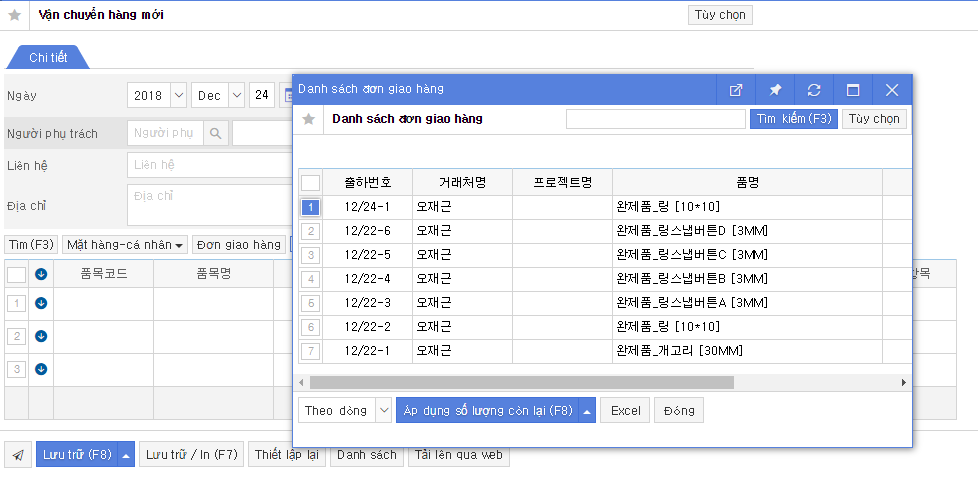 Vận chuyển hàng mới
Tùy chọn
Chi tiết
Ngày
2018
Dec
24
Người phụ trách
Người phụ
Liên hệ
Liên hệ
Địa chỉ
Địa chỉ
Tìm(F3)
Mặt hàng-cá nhân
Đơn giao hàng
품목코드
품목명
1
2
3
Danh sách đơn giao hàng
Danh sách đơn giao hàng
Tìm kiếm(F3)
Tùy chọn
출하번호 거래처명 프로젝트명 품명
1 12/24-1 오재근 완제품_링 [10*10]
2 12/22-6 오재근 완제품_링스냅버튼D [3MM]
3 12/22-5 오재근 완제품_링스냅버튼C [3MM]
4 12/22-4 오재근 완제품_링스냅버튼B [3MM]
5 12/22-3 오재근 완제품_링스냅버튼A [3MM]
6 12/22-2 오재근 완제품_링 [10*10]
7 12/22-1 오재근 완제품_개고리 [30MM]
Theo dòng
Áp dụng số lượng còn lại(F8)
Excel
Đóng
Lưu trữ (F8)
Lưu trữ / In (F7)
Thiết lập lại
Danh sách
Tải lên qua web